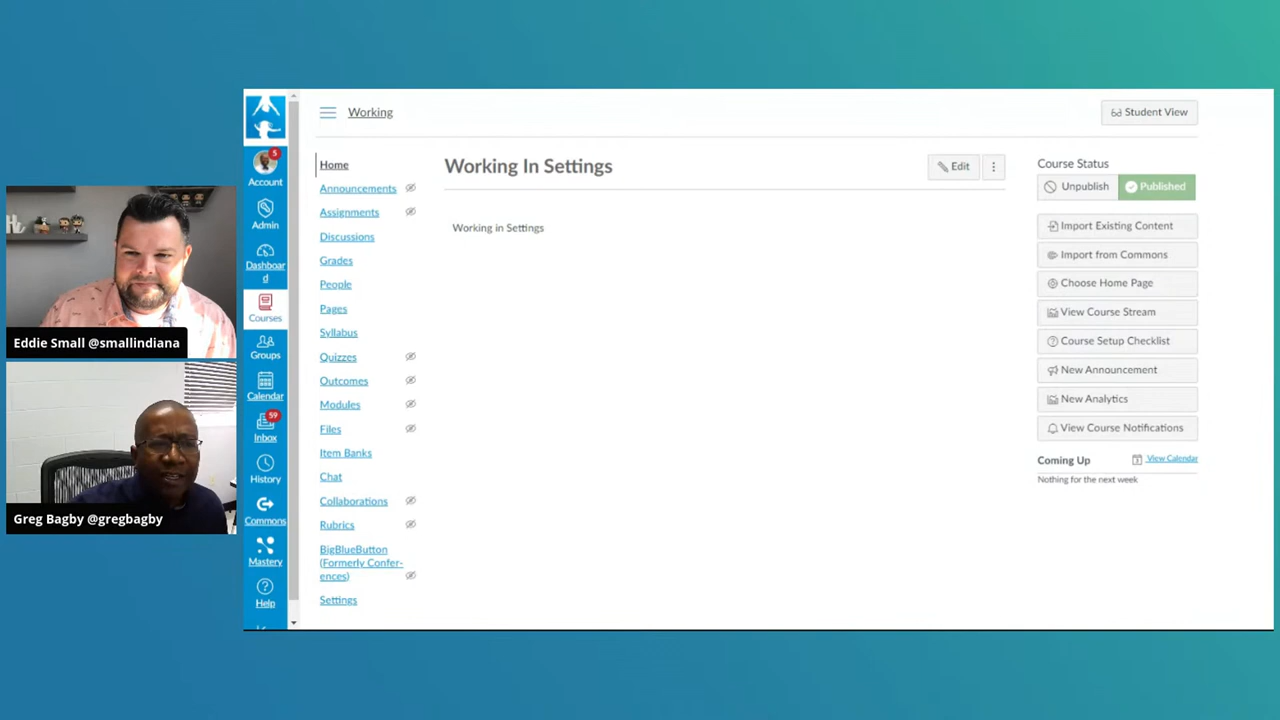 Working
Student View
5
Account
Admin
Dashboar
d
Courses
Groups
Calendar
59
Inbox
History
Commons
Mastery
Help
Home
Announcements
Assignments
Discussions
Grades
People
Pages
Syllabus
Quizzes
Outcomes
Modules
Files
Item Banks
Chat
Collaborations
Rubrics
BigBlueButton
(Formerly Confer-
ences)
Settings
Working In Settings
Edit
Working in Settings
Course Status
Unpublish
Published
Import Existing Content
Import from Commons
Choose Home Page
View Course Stream
Course Setup Checklist
New Announcement
New Analytics
View Course Notifications
Coming Up
View Calendar
Nothing for the next week
Eddie Small @smallindiana
Greg Bagby @gregbagby